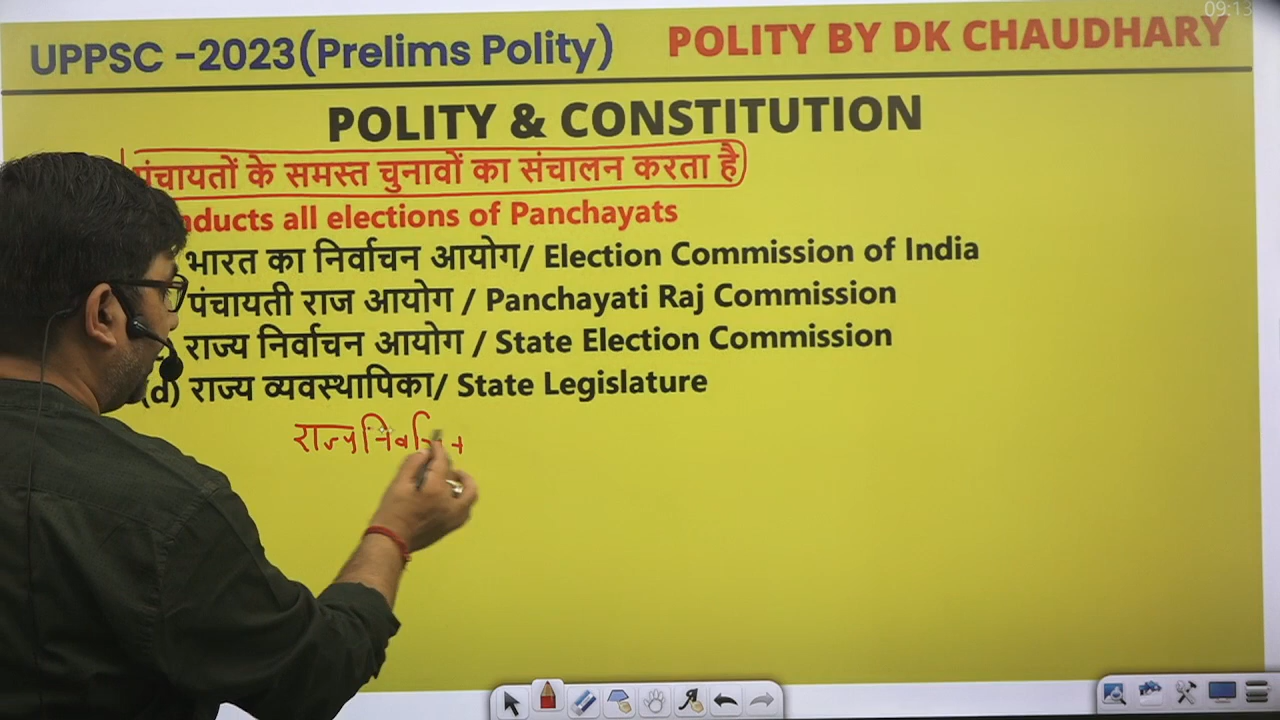 09:13
UPPSC -2023(Prelims Polity) POLITY BY DK CHAUDHARY
POLITY & CONSTITUTION
पंचायतों के समस्त चुनावों का संचालन करता है
nducts all elections of Panchayats
भारत का निर्वाचन आयोग/ Election Commission of India
पंचायती राज आयोग / Panchayati Raj Commission
राज्य निर्वाचन आयोग / State Election Commission
(d) राज्य व्यवस्थापिका/ State Legislature
राज्य